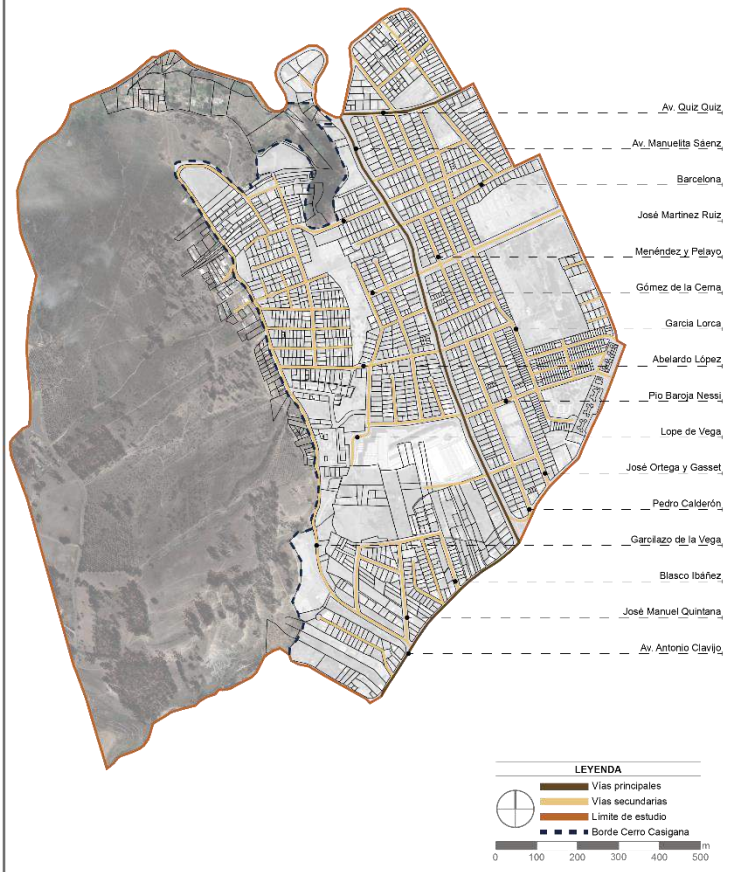 Av. Quiz Quiz
Av. Manuelita Sáenz
Barcelona
José Martinez Ruiz
Menéndez y Pelayo
Gómez de la Cerna
Garcia Lorca
Abelardo López
Pio Baroja Nessi
Lope de Vega
José Ortega y Gasset
Pedro Calderón
Garcilazo de la Vega
Blasco Ibáñez
José Manuel Quintana
Av. Antonio Clavijo
LEYENDA
Vías principales
Vías secundarias
Límite de estudio
Borde Cerro Casigana
m
0 100 200 300 400 500